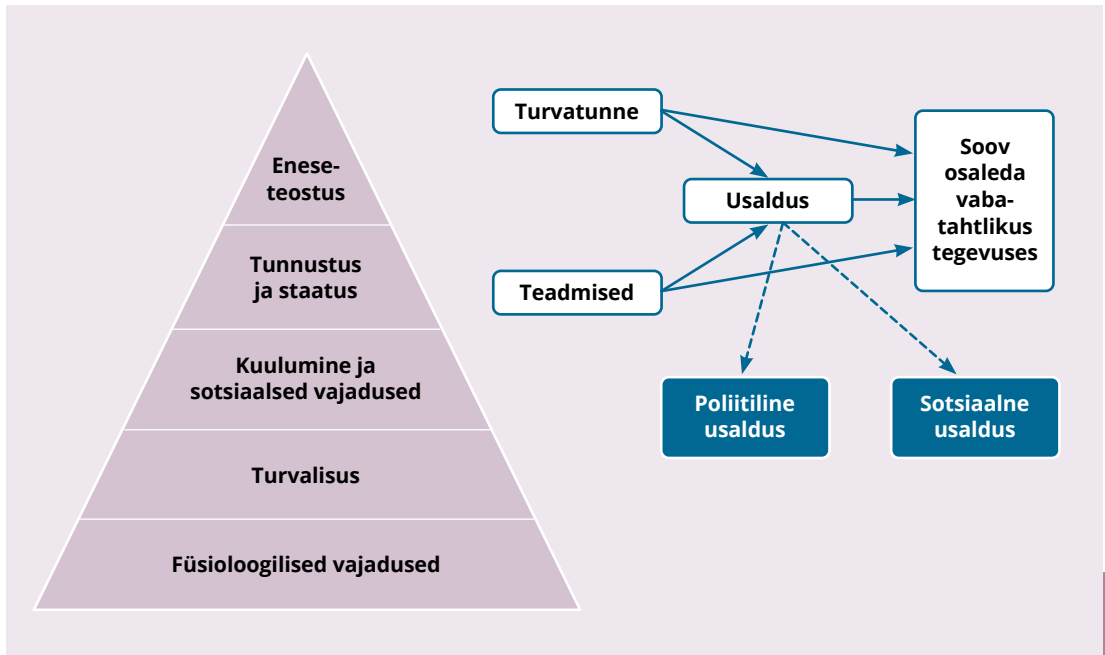 Enese-
teostus
Tunnustus
ja staatus
Kuulumine ja
sotsiaalsed vajadused
Turvalisus
Füsioloogilised vajadused
Turvatunne
Usaldus
Teadmised
Soov
osaleda
vaba-
tahtlikus
tegevuses
Poliitiline
usaldus
Sotsiaalne
usaldus